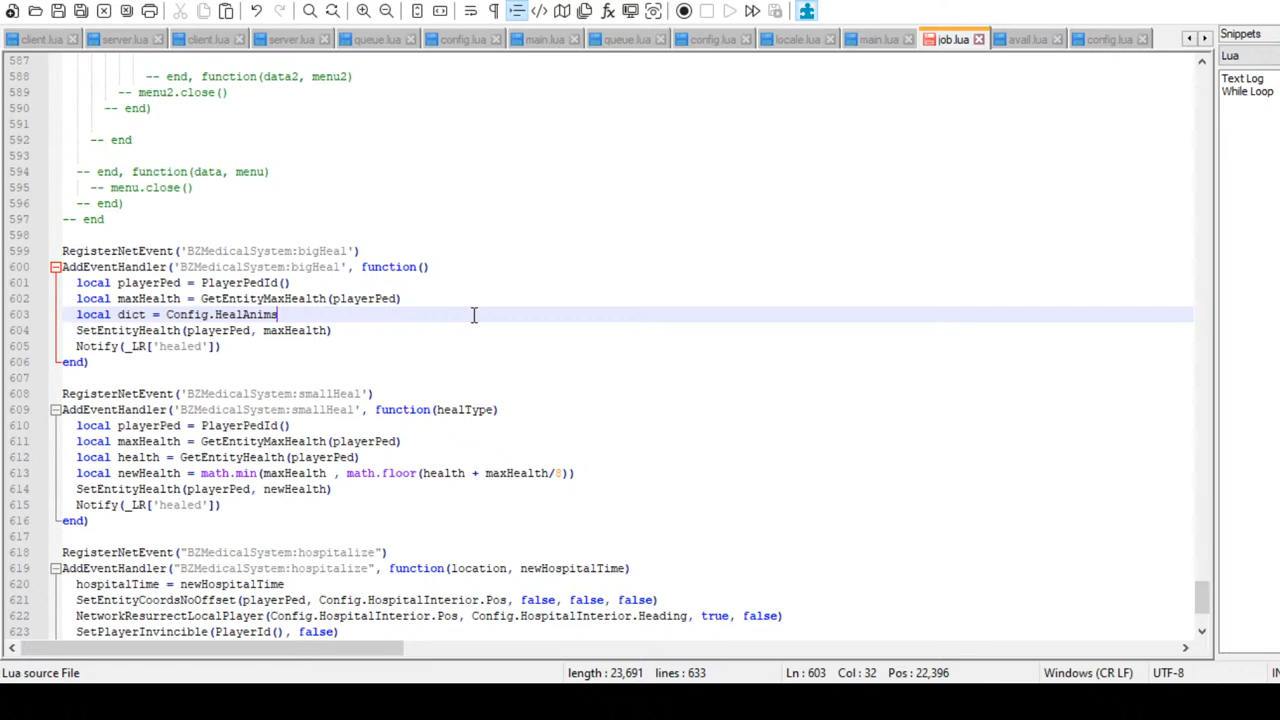 client.lua server.lua client.lua server.lua queue.lua config.lua main.lua queue.lua config.lua locale.lua main.lua job.lua avail.lua config.lua
Snippets
Lua
Text Log
While Loop
587
588 -- end, function(data2, menu2)
589 -- menu2.close()
590 -- end)
591
592 -- end
593
594 -- end, function(data, menu)
595 -- menu.close()
596 -- end)
597 -- end
598
599 RegisterNetEvent('BZMedicalSystem:bigHeal')
600 AddEventHandler('BZMedicalSystem:bigHeal', function()
601 local playerPed = PlayerPedId()
602 local maxHealth = GetEntityMaxHealth(playerPed)
603 local dict = Config.HealAnims
604 SetEntityHealth(playerPed, maxHealth)
605 Notify(_LR['healed'])
606 end)
607
608 RegisterNetEvent('BZMedicalSystem:smallHeal')
609 AddEventHandler('BZMedicalSystem:smallHeal', function(healType)
610 local playerPed = PlayerPedId()
611 local maxHealth = GetEntityMaxHealth(playerPed)
612 local health = GetEntityHealth(playerPed)
613 local newHealth = math.min(maxHealth , math.floor(health + maxHealth/8))
614 SetEntityHealth(playerPed, newHealth)
615 Notify(_LR['healed'])
616 end)
617
618 RegisterNetEvent("BZMedicalSystem:hospitalize")
619 AddEventHandler("BZMedicalSystem:hospitalize", function(location, newHospitalTime)
620 hospitalTime = newHospitalTime
621 SetEntityCoordsNoOffset(playerPed, Config.HospitalInterior.Pos, false, false, false)
622 NetworkResurrectLocalPlayer(Config.HospitalInterior.Pos, Config.HospitalInterior.Heading, true, false)
623 SetPlayerInvincible(PlayerId(), false)
Lua source File length : 23,691 lines : 633 Ln : 603 Col : 32 Pos : 22,396 Windows (CR LF) UTF-8 IN